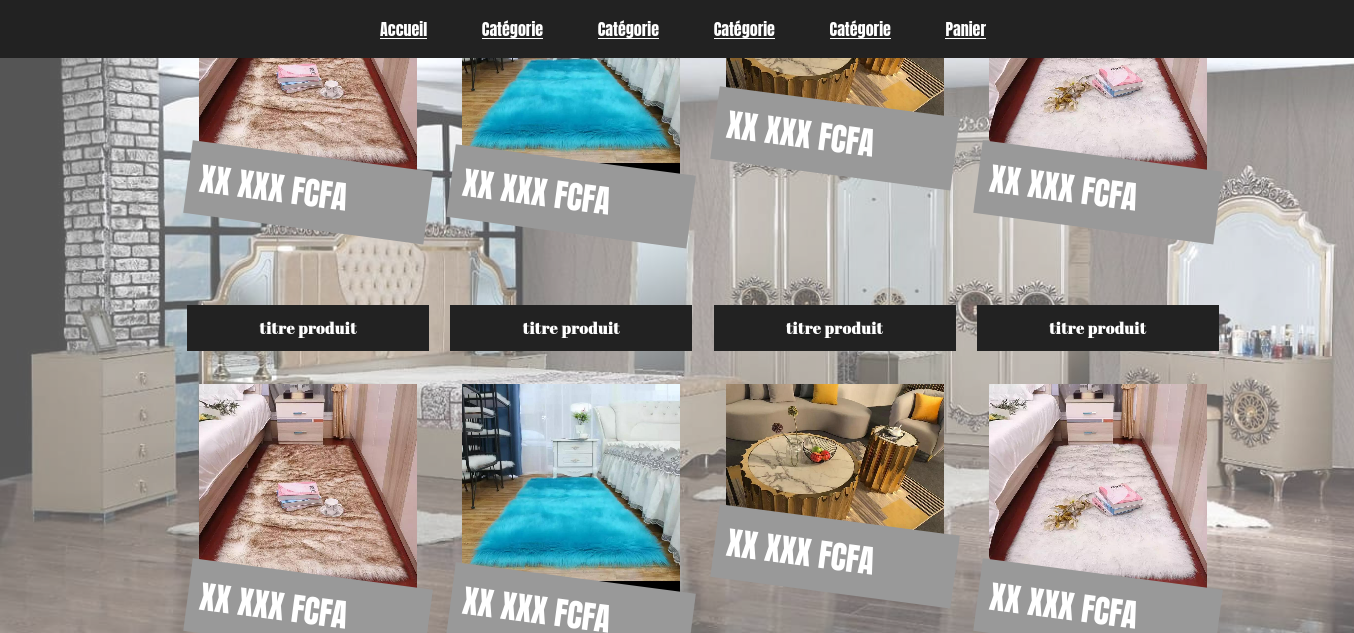 Accueil Catégorie Catégorie Catégorie Catégorie Panier
XX XXX FCFA XX XXX FCFA XX XXX FCFA XX XXX FCFA
titre produit titre produit titre produit titre produit
XX XXX FCFA XX XXX FCFA XX XXX FCFA XX XXX FCFA